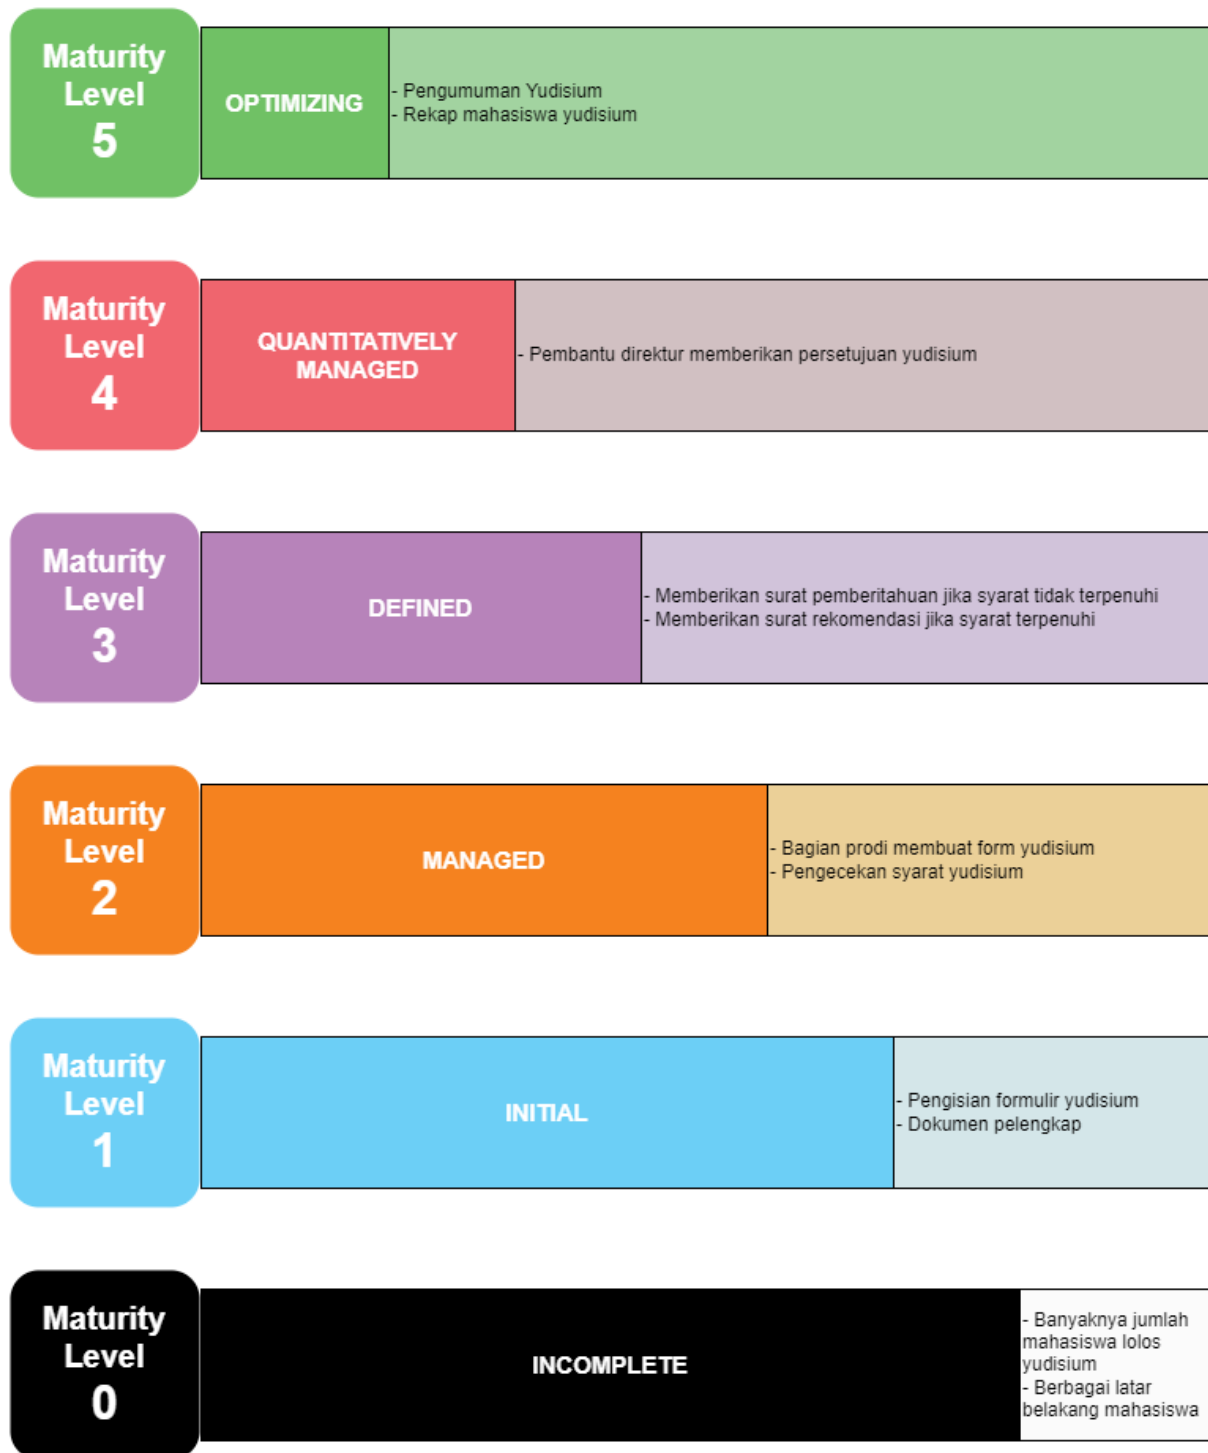 Maturity
Level
5
OPTIMIZING
- Pengumuman Yudisium
- Rekap mahasiswa yudisium
Maturity
Level
4
QUANTITATIVELY
MANAGED
- Pembantu direktur memberikan persetujuan yudisium
Maturity
Level
3
DEFINED
- Memberikan surat pemberitahuan jika syarat tidak terpenuhi
- Memberikan surat rekomendasi jika syarat terpenuhi
Maturity
Level
2
MANAGED
- Bagian prodi membuat form yudisium
- Pengecekan syarat yudisium
Maturity
Level
1
INITIAL
- Pengisian formulir yudisium
- Dokumen pelengkap
Maturity
Level
0
INCOMPLETE
- Banyaknya jumlah
mahasiswa lolos
yudisium
- Berbagai latar
belakang mahasiswa